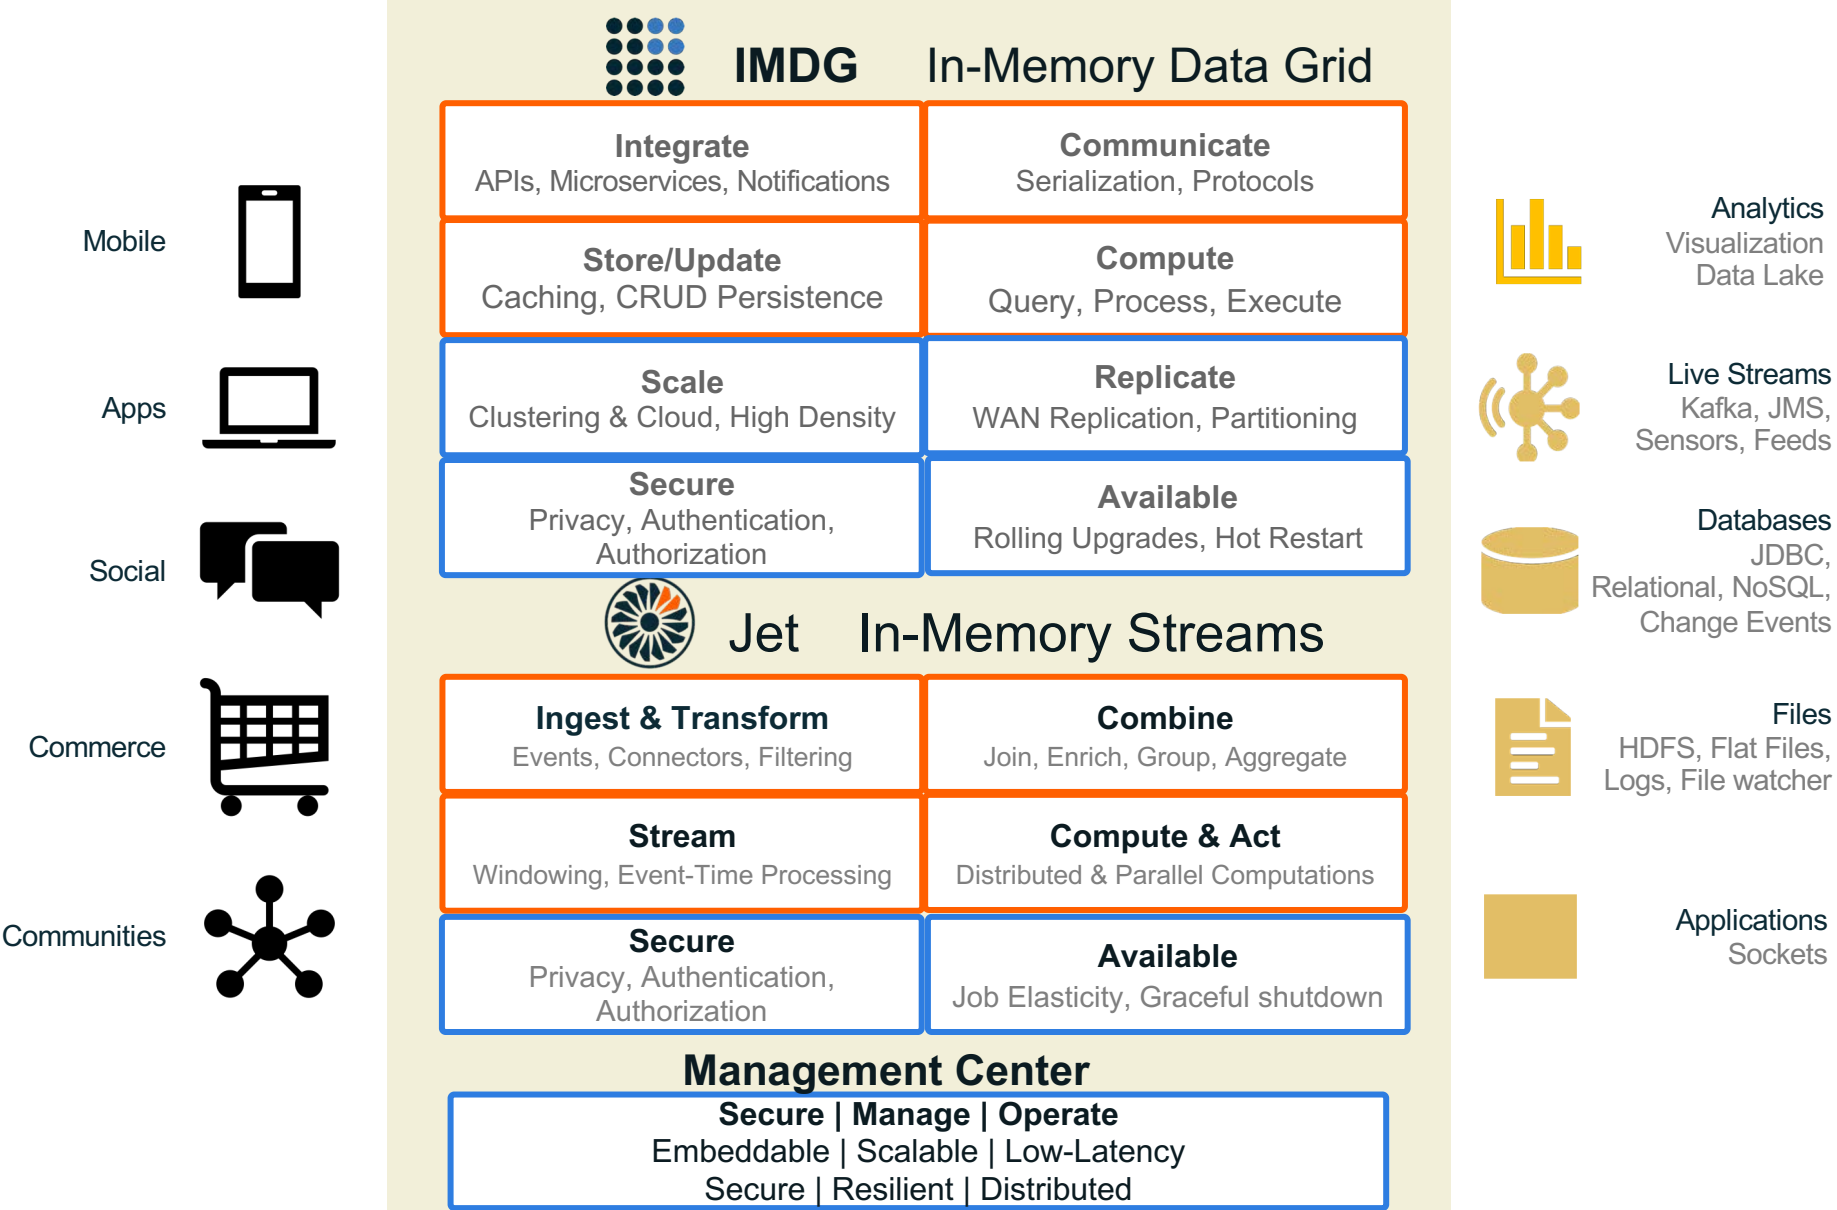 IMDG In-Memory Data Grid
Integrate
APIs, Microservices, Notifications
Communicate
Serialization, Protocols
Store/Update
Caching, CRUD Persistence
Compute
Query, Process, Execute
Scale
Clustering & Cloud, High Density
Replicate
WAN Replication, Partitioning
Secure
Privacy, Authentication,
Authorization
Available
Rolling Upgrades, Hot Restart
Jet In-Memory Streams
Ingest & Transform
Events, Connectors, Filtering
Combine
Join, Enrich, Group, Aggregate
Stream
Windowing, Event-Time Processing
Compute & Act
Distributed & Parallel Computations
Secure
Privacy, Authentication,
Authorization
Available
Job Elasticity, Graceful shutdown
Management Center
Secure | Manage | Operate
Embeddable | Scalable | Low-Latency
Secure | Resilient | Distributed
Mobile
Apps
Social
Commerce
Communities
Analytics
Visualization
Data Lake
Live Streams
Kafka, JMS,
Sensors, Feeds
Databases
JDBC,
Relational, NoSQL,
Change Events
Files
HDFS, Flat Files,
Logs, File watcher
Applications
Sockets